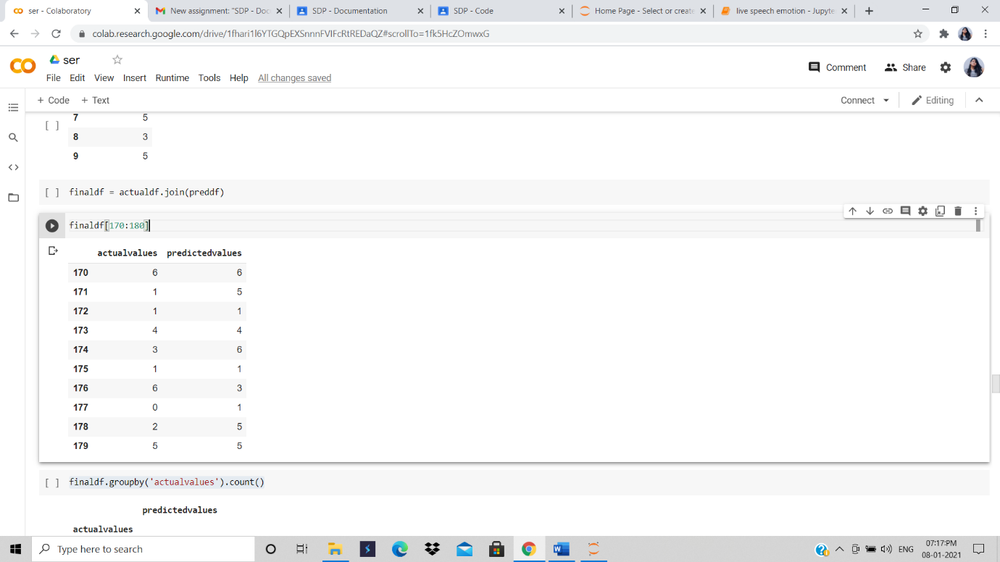 ser - Colaboratory
New assignment: "SDP - Doc
SDP - Documentation
SDP - Code
Home Page - Select or create
live speech emotion - Jupyte
colab.research.google.com/drive/1fhari1l6YTGQpEXSnnnFVIFcRtREDaQZ#scrollTo=1fk5HcZOmwxG
ser
Comment
Share
File Edit View Insert Runtime Tools Help All changes saved
+ Code + Text
Connect
Editing
7 5
[ ]
8 3
9 5
[ ] finaldf = actualdf.join(preddf)
finaldf[170:180]
actualvalues predictedvalues
170 6 6
171 1 5
172 1 1
173 4 4
174 3 6
175 1 1
176 6 3
177 0 1
178 2 5
179 5 5
[ ] finaldf.groupby('actualvalues').count()
predictedvalues
actualvalues
Type here to search
ENG
07:17:PM
08-01-2021